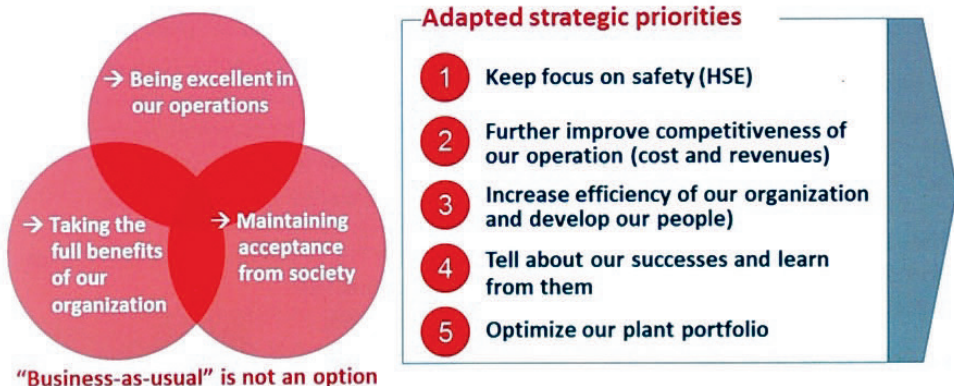 → Being excellent in
our operations
→ Taking the
full benefits
of our
organization
→ Maintaining
acceptance
from society
“Business-as-usual” is not an option
Adapted strategic priorities
1 Keep focus on safety (HSE)
2 Further improve competitiveness of
our operation (cost and revenues)
3 Increase efficiency of our organization
and develop our people)
4 Tell about our successes and learn
from them
5 Optimize our plant portfolio